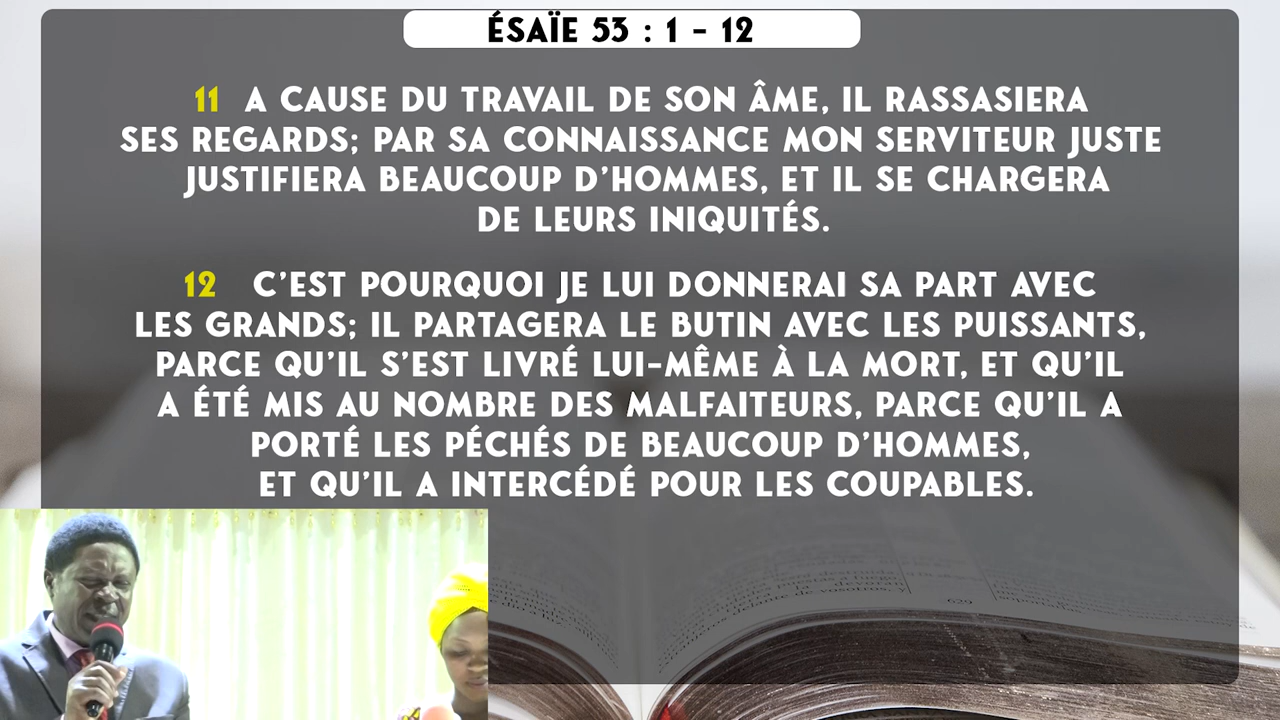 ÉSAÏE 53 : 1 - 12
11 A CAUSE DU TRAVAIL DE SON ÂME, IL RASSASIERA
SES REGARDS; PAR SA CONNAISSANCE MON SERVITEUR JUSTE
JUSTIFIERA BEAUCOUP D'HOMMES, ET IL SE CHARGERA
DE LEURS INIQUITÉS.
12 C'EST POURQUOI JE LUI DONNERAI SA PART AVEC
LES GRANDS; IL PARTAGERA LE BUTIN AVEC LES PUISSANTS,
PARCE QU'IL S'EST LIVRÉ LUI-MÊME À LA MORT, ET QU'IL
A ÉTÉ MIS AU NOMBRE DES MALFAITEURS, PARCE QU'IL A
PORTÉ LES PÉCHÉS DE BEAUCOUP D'HOMMES,
ET QU'IL A INTERCÉDÉ POUR LES COUPABLES.
629